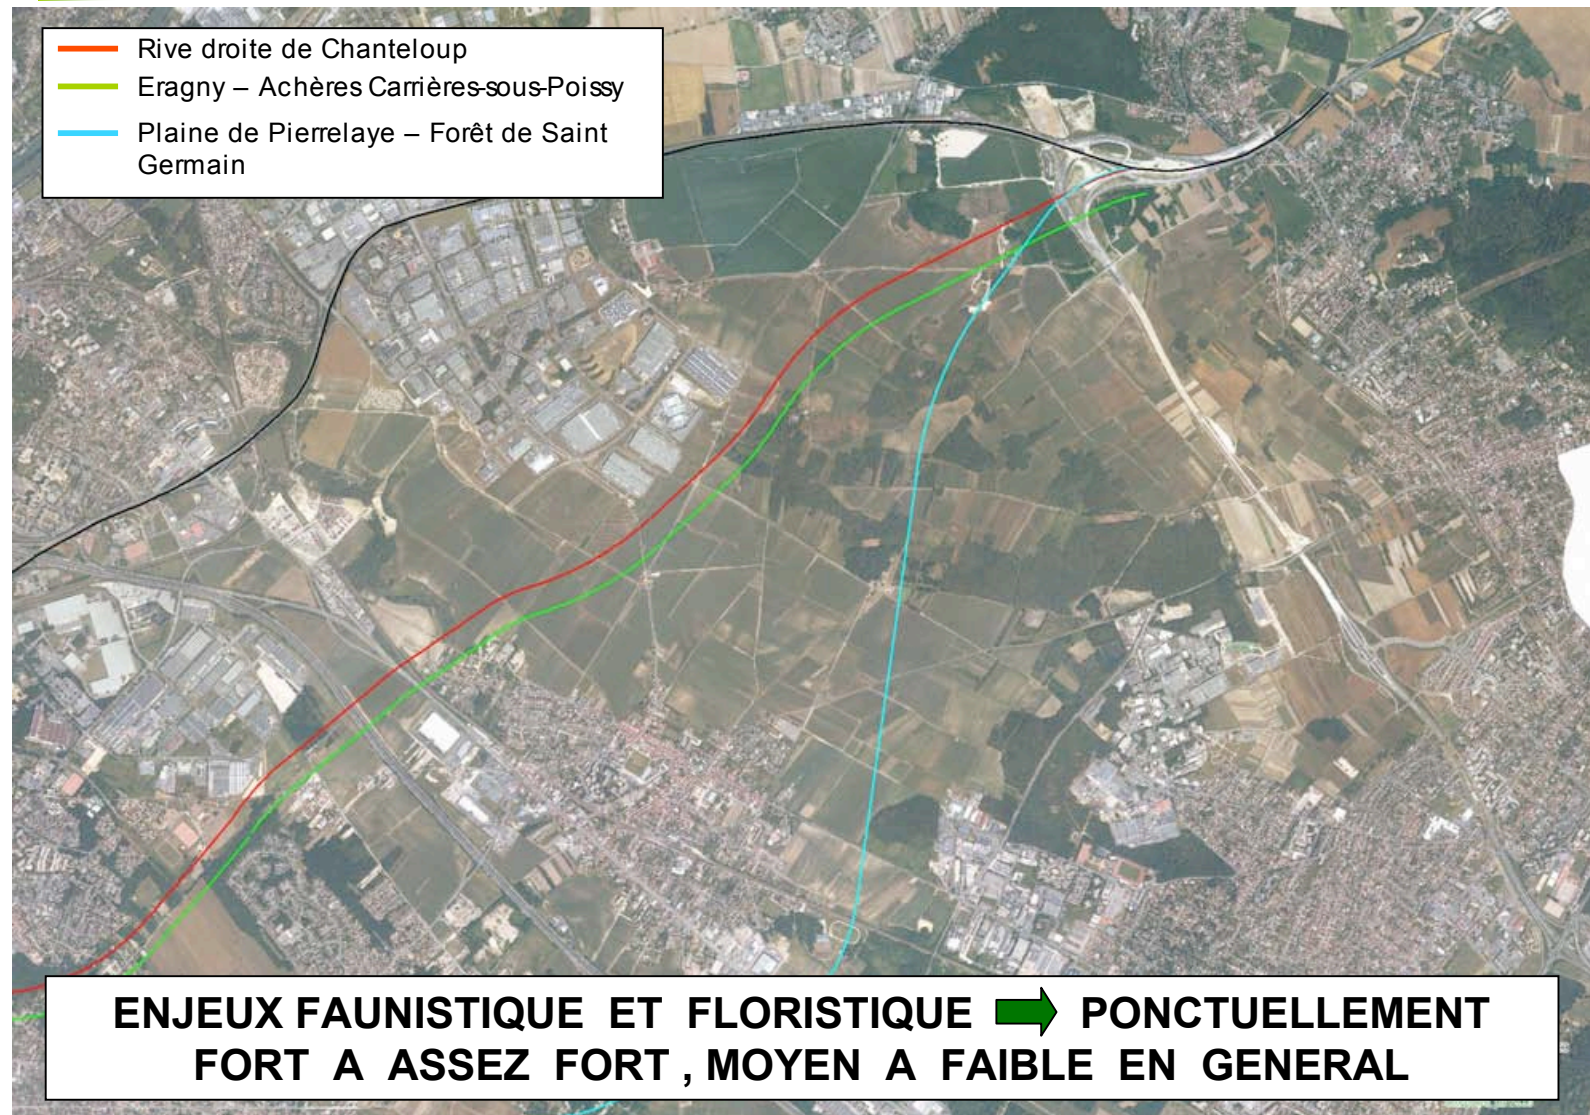 Rive droite de Chanteloup
Eragny – Achères Carrières-sous-Poissy
Plaine de Pierrelaye – Forêt de Saint
Germain
ENJEUX FAUNISTIQUE ET FLORISTIQUE PONCTUELLEMENT
FORT A ASSEZ FORT , MOYEN A FAIBLE EN GENERAL